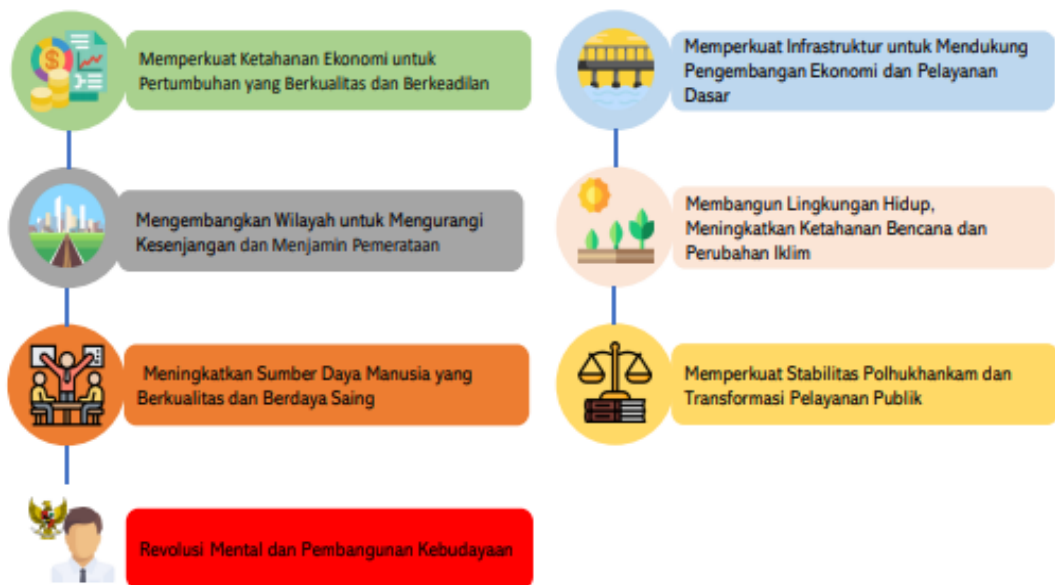 Memperkuat Ketahanan Ekonomi untuk
Pertumbuhan yang Berkualitas dan Berkeadilan
Mengembangkan Wilayah untuk Mengurangi
Kesenjangan dan Menjamin Pemerataan
Meningkatkan Sumber Daya Manusia yang
Berkualitas dan Berdaya Saing
Revolusi Mental dan Pembangunan Kebudayaan
Memperkuat Infrastruktur untuk Mendukung
Pengembangan Ekonomi dan Pelayanan
Dasar
Membangun Lingkungan Hidup,
Meningkatkan Ketahanan Bencana dan
Perubahan Iklim
Memperkuat Stabilitas Polhukhankam dan
Transformasi Pelayanan Publik